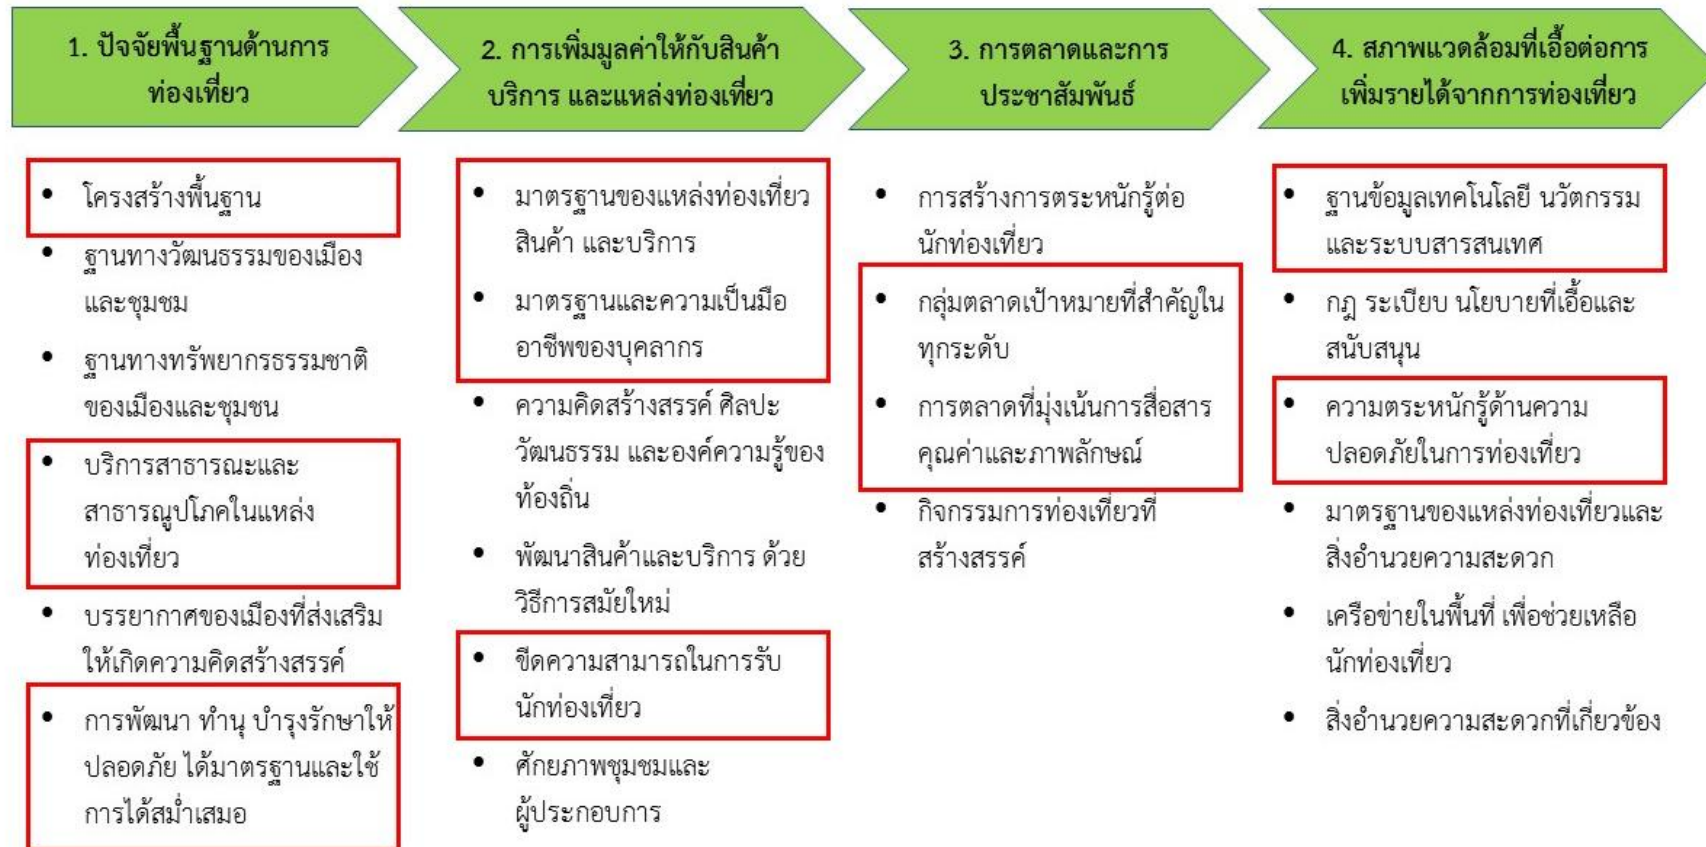 1. ปัจจัยพื้นฐานด้านการ
ท่องเที่ยว
2. การเพิ่มมูลค่าให้กับสินค้า
บริการ และแหล่งท่องเที่ยว
3. การตลาดและการ
ประชาสัมพันธ์
4. สภาพแวดล้อมที่เอื้อต่อการ
เพิ่มรายได้จากการท่องเที่ยว
• โครงสร้างพื้นฐาน
• ฐานทางวัฒนธรรมของเมือง
และชุมชม
• ฐานทางทรัพยากรธรรมชาติ
ของเมืองและชุมชน
• บริการสาธารณะและ
สาธารณูปโภคในแหล่ง
ท่องเที่ยว
• บรรยากาศของเมืองที่ส่งเสริม
ให้เกิดความคิดสร้างสรรค์
• การพัฒนา ทำนุ บำรุงรักษาให้
ปลอดภัย ได้มาตรฐานและใช้
การได้สม่ำเสมอ
• มาตรฐานของแหล่งท่องเที่ยว
สินค้า และบริการ
• มาตรฐานและความเป็นมือ
อาชีพของบุคลากร
• ความคิดสร้างสรรค์ ศิลปะ
วัฒนธรรม และองค์ความรู้ของ
ท้องถิ่น
• พัฒนาสินค้าและบริการ ด้วย
วิธีการสมัยใหม่
• ขีดความสามารถในการรับ
นักท่องเที่ยว
• ศักยภาพชุมชมและ
ผู้ประกอบการ
• การสร้างการตระหนักรู้ต่อ
นักท่องเที่ยว
• กลุ่มตลาดเป้าหมายที่สำคัญใน
ทุกระดับ
• การตลาดที่มุ่งเน้นการสื่อสาร
คุณค่าและภาพลักษณ์
• กิจกรรมการท่องเที่ยวที่
สร้างสรรค์
• ฐานข้อมูลเทคโนโลยี นวัตกรรม
และระบบสารสนเทศ
• กฎ ระเบียบ นโยบายที่เอื้อและ
สนับสนุน
• ความตระหนักรู้ด้านความ
ปลอดภัยในการท่องเที่ยว
• มาตรฐานของแหล่งท่องเที่ยวและ
สิ่งอำนวยความสะดวก
• เครือข่ายในพื้นที่ เพื่อช่วยเหลือ
นักท่องเที่ยว
• สิ่งอำนวยความสะดวกที่เกี่ยวข้อง